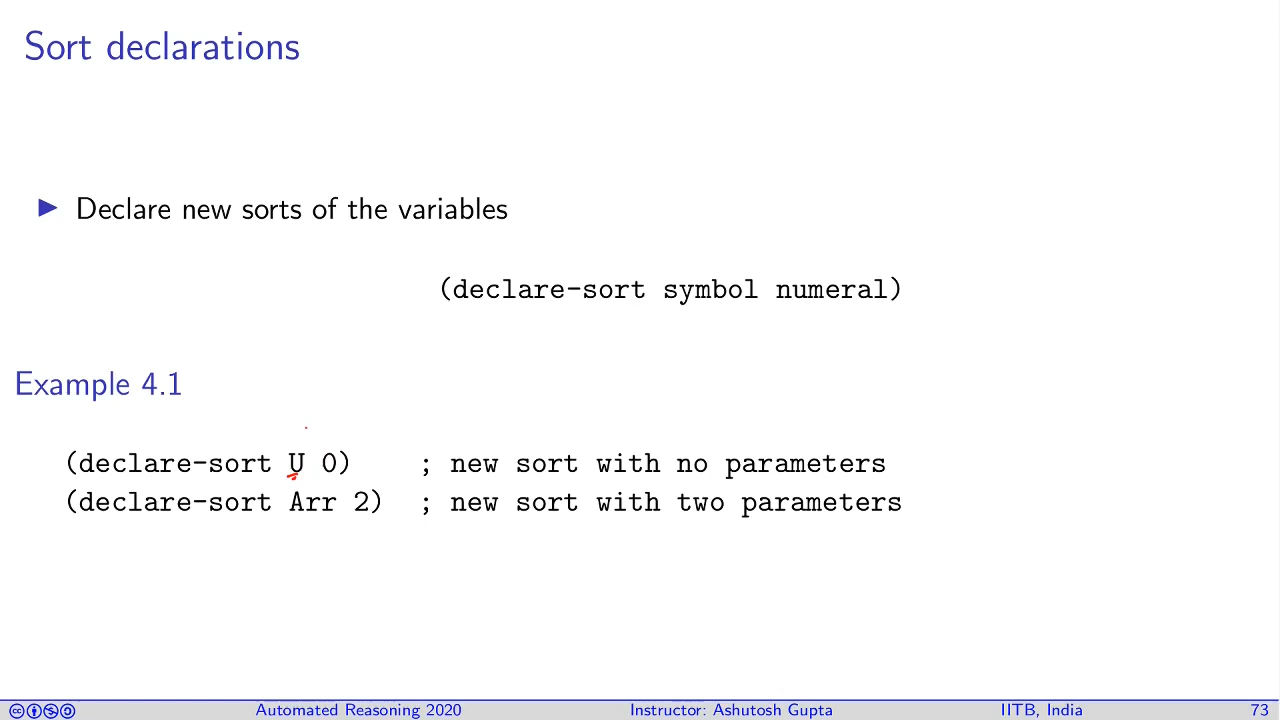 Sort declarations
▶ Declare new sorts of the variables
(declare-sort symbol numeral)
Example 4.1
(declare-sort U 0) ; new sort with no parameters
(declare-sort Arr 2) ; new sort with two parameters
Automated Reasoning 2020 Instructor: Ashutosh Gupta IITB, India 73